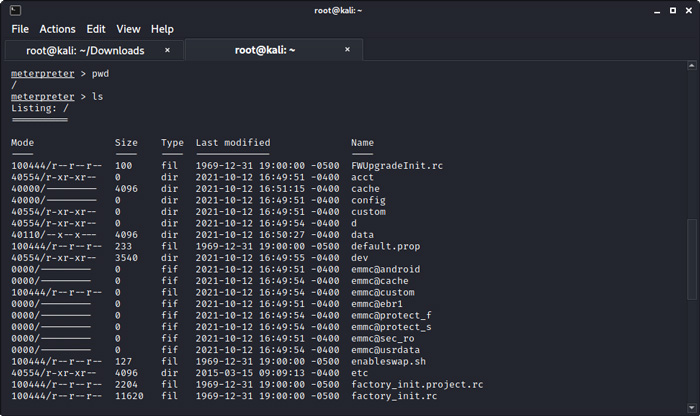 root@kali: ~
File Actions Edit View Help
root@kali: ~/Downloads × root@kali: ~ ×
meterpreter > pwd
/
meterpreter > ls
Listing: /
==========
Mode Size Type Last modified Name
---- ---- ---- ------------- ----
100444/r--r--r-- 100 fil 1969-12-31 19:00:00 -0500 FWUpgradeInit.rc
40554/r-xr-xr-- 0 dir 2021-10-12 16:49:51 -0400 acct
40000/--------- 4096 dir 2021-10-12 16:51:15 -0400 cache
40000/--------- 0 dir 2021-10-12 16:49:51 -0400 config
40554/r-xr-xr-- 0 dir 2021-10-12 16:49:51 -0400 custom
40554/r-xr-xr-- 0 dir 2021-10-12 16:49:54 -0400 d
40110/--x--x--- 4096 dir 2021-10-12 16:50:27 -0400 data
100444/r--r--r-- 233 fil 1969-12-31 19:00:00 -0500 default.prop
40554/r-xr-xr-- 3540 dir 2021-10-12 16:49:55 -0400 dev
0000/--------- 0 fif 2021-10-12 16:49:51 -0400 emmc@android
0000/--------- 0 fif 2021-10-12 16:49:54 -0400 emmc@cache
100444/r--r--r-- 0 fif 2021-10-12 16:49:54 -0400 emmc@custom
0000/--------- 0 fif 2021-10-12 16:49:51 -0400 emmc@ebr1
0000/--------- 0 fif 2021-10-12 16:49:54 -0400 emmc@protect_f
0000/--------- 0 fif 2021-10-12 16:49:54 -0400 emmc@protect_s
0000/--------- 0 fif 2021-10-12 16:49:51 -0400 emmc@sec_ro
0000/--------- 0 fif 2021-10-12 16:49:54 -0400 emmc@usrdata
100444/r--r--r-- 127 fil 1969-12-31 19:00:00 -0500 enableswap.sh
40554/r-xr-xr-- 4096 dir 2015-03-15 09:09:13 -0400 etc
100444/r--r--r-- 2204 fil 1969-12-31 19:00:00 -0500 factory_init.project.rc
100444/r--r--r-- 11620 fil 1969-12-31 19:00:00 -0500 factory_init.rc